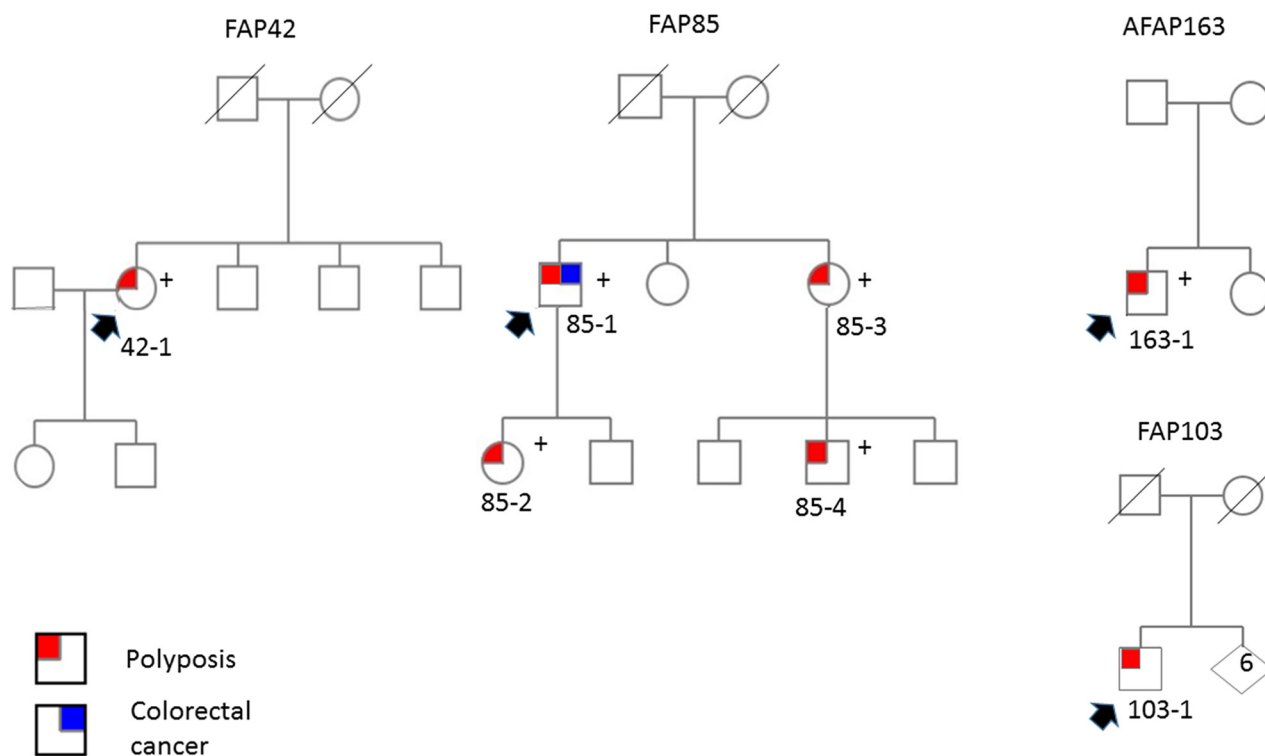 FAP42
FAP85
AFAP163
+
42-1
+
85-1
+
85-3
+
163-1
+
85-2
+
85-4
FAP103
6
103-1
Polyposis
Colorectal
cancer